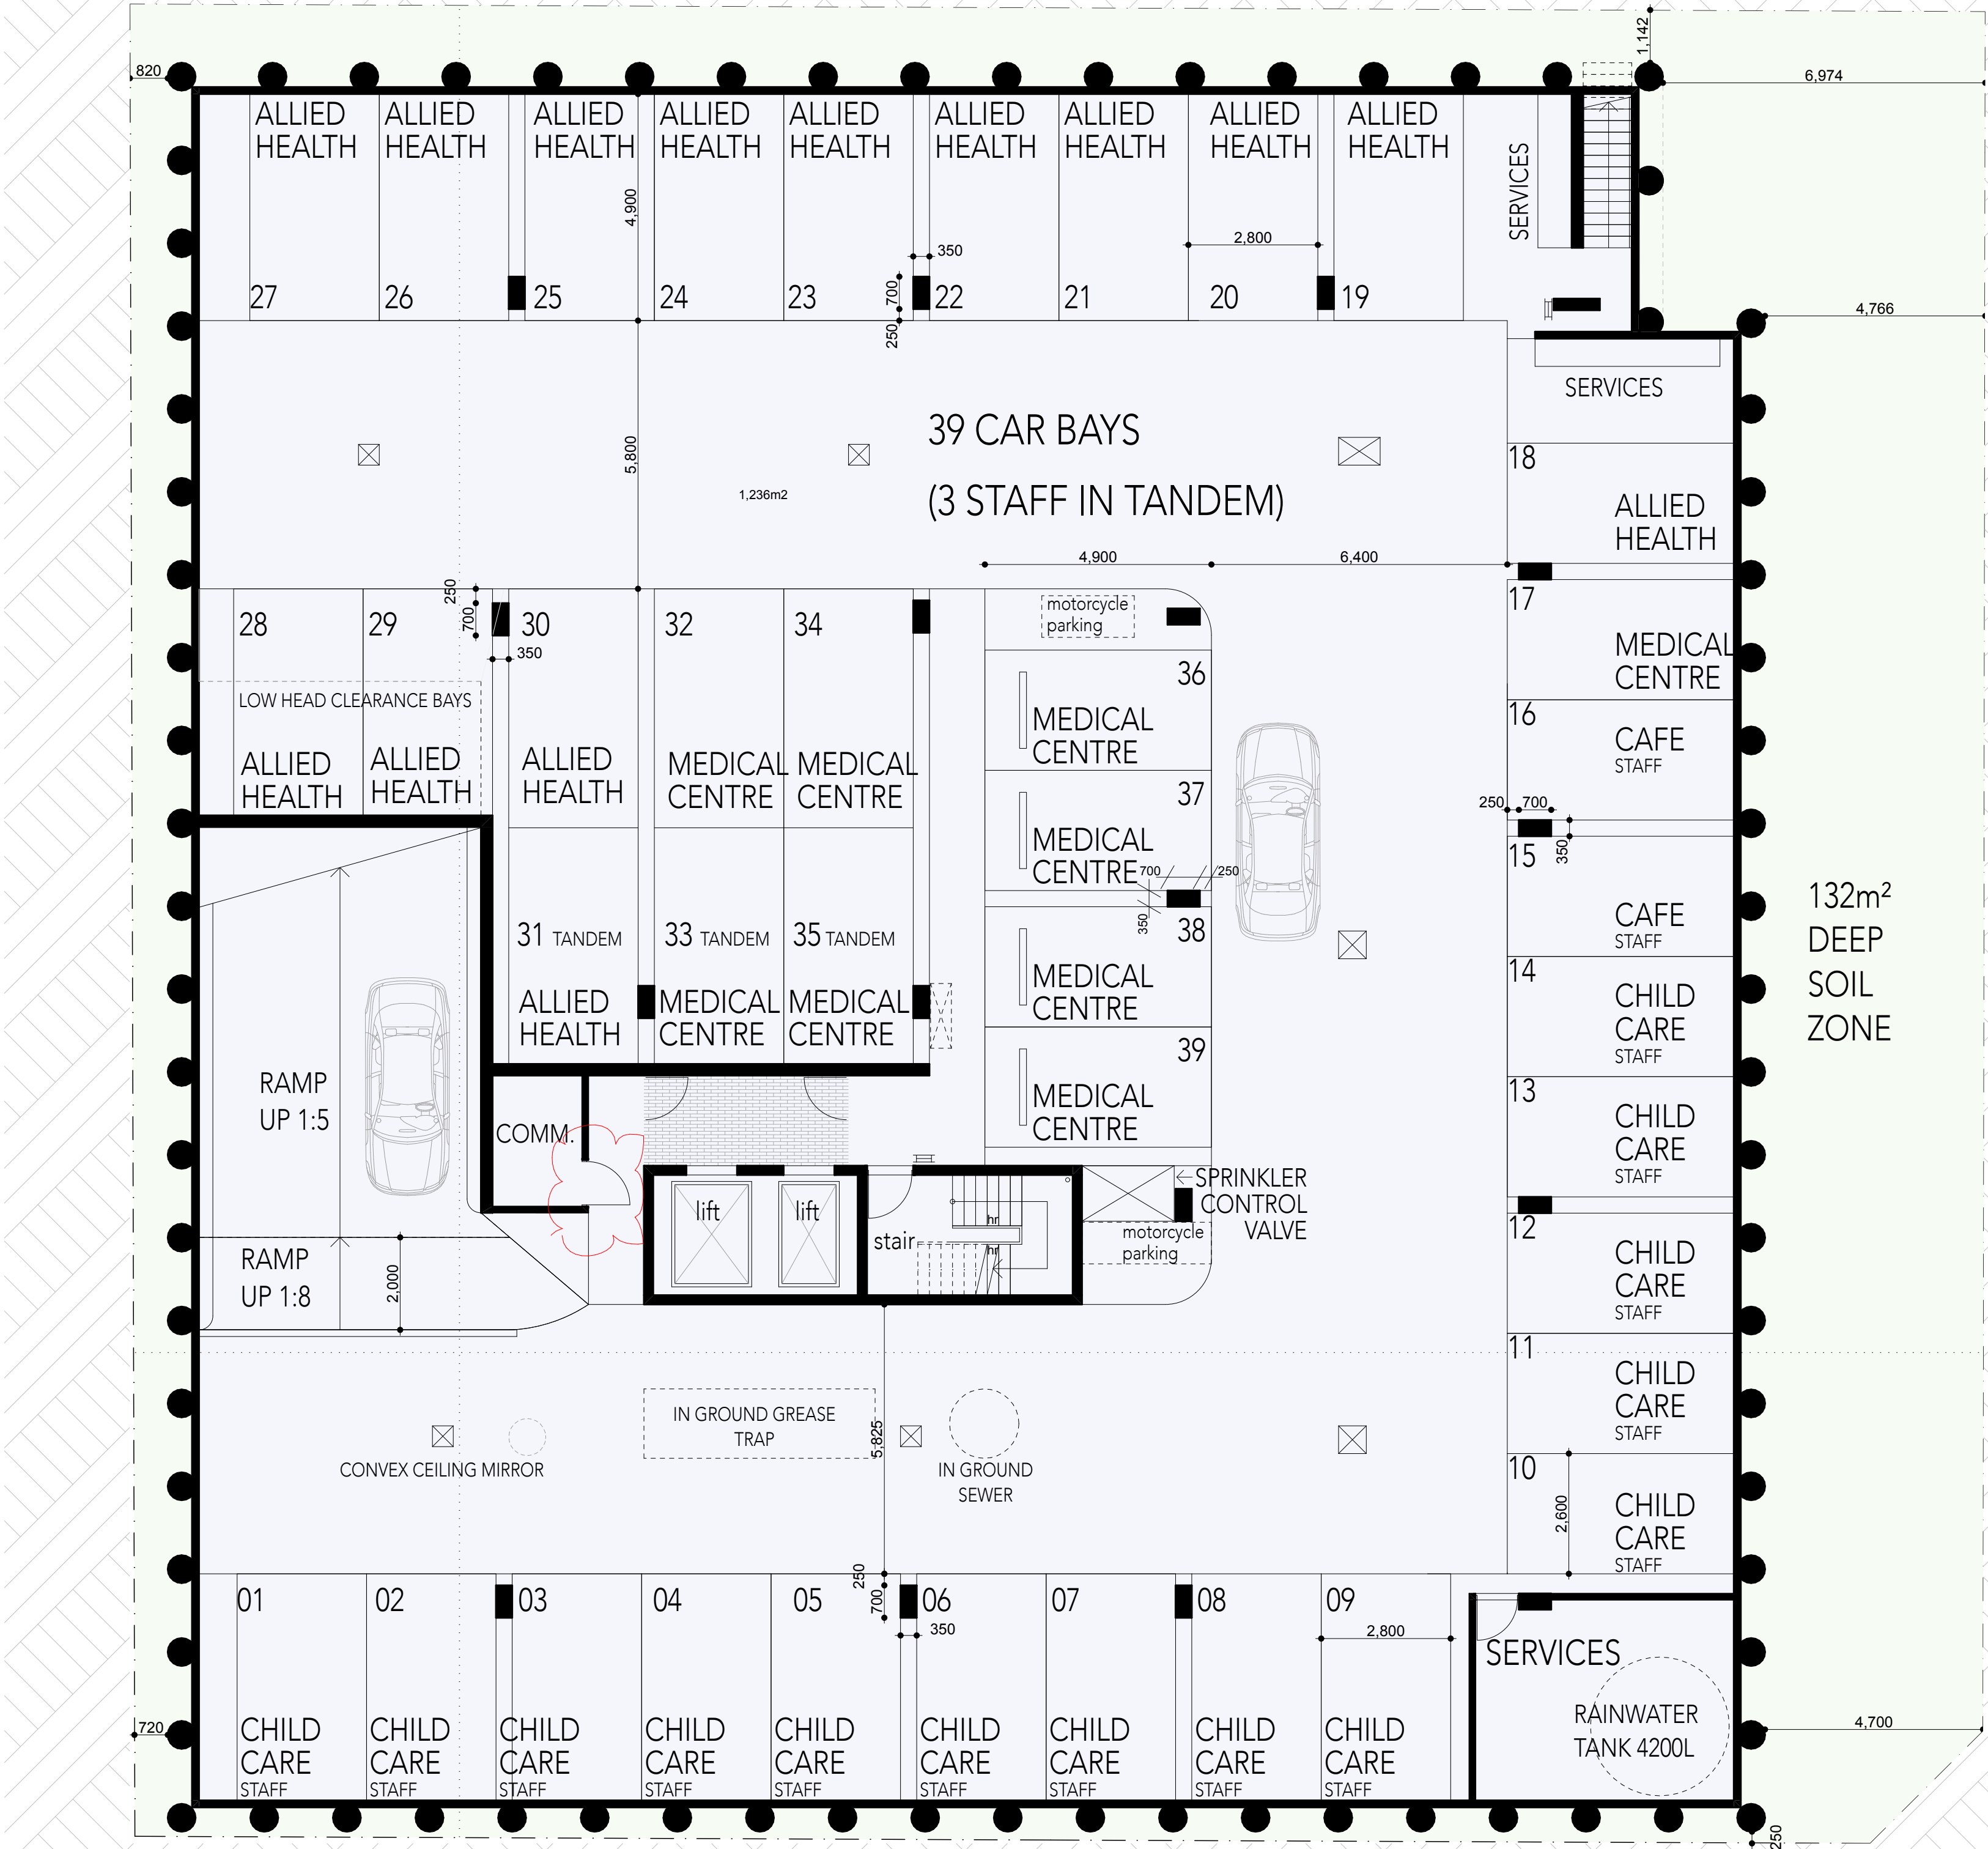 1,142
820
6,974
ALLIED
HEALTH
27
ALLIED
HEALTH
26
ALLIED
HEALTH
25
4,900
ALLIED
HEALTH
24
ALLIED
HEALTH
23
350
700
250
ALLIED
HEALTH
22
ALLIED
HEALTH
21
ALLIED
HEALTH
2,800
20
ALLIED
HEALTH
19
SERVICES
4,766
SERVICES
39 CAR BAYS
(3 STAFF IN TANDEM)
5,800
1,236m2
4,900
6,400
18
ALLIED
HEALTH
17
MEDICAL
CENTRE
16
CAFE
STAFF
250
700
350
15
CAFE
STAFF
14
CHILD
CARE
STAFF
13
CHILD
CARE
STAFF
12
CHILD
CARE
STAFF
11
CHILD
CARE
STAFF
10
CHILD
CARE
STAFF
2,600
132m²
DEEP
SOIL
ZONE
28
29
250
700
350
LOW HEAD CLEARANCE BAYS
ALLIED
HEALTH
ALLIED
HEALTH
30
ALLIED
HEALTH
32
MEDICAL
CENTRE
34
MEDICAL
CENTRE
31 TANDEM
ALLIED
HEALTH
33 TANDEM
MEDICAL
CENTRE
35 TANDEM
MEDICAL
CENTRE
motorcycle
parking
36
MEDICAL
CENTRE
37
MEDICAL
CENTRE
700
250
350
38
MEDICAL
CENTRE
39
MEDICAL
CENTRE
RAMP
UP 1:5
COMM.
RAMP
UP 1:8
2,000
lift
lift
stair
hr
hr
SPRINKLER
CONTROL
VALVE
motorcycle
parking
IN GROUND GREASE
TRAP
5,825
CONVEX CEILING MIRROR
IN GROUND
SEWER
01
CHILD
CARE
STAFF
02
CHILD
CARE
STAFF
03
CHILD
CARE
STAFF
04
CHILD
CARE
STAFF
05
CHILD
CARE
STAFF
250
700
350
06
CHILD
CARE
STAFF
07
CHILD
CARE
STAFF
08
CHILD
CARE
STAFF
09
2,800
CHILD
CARE
STAFF
SERVICES
RAINWATER
TANK 4200L
720
4,700
250